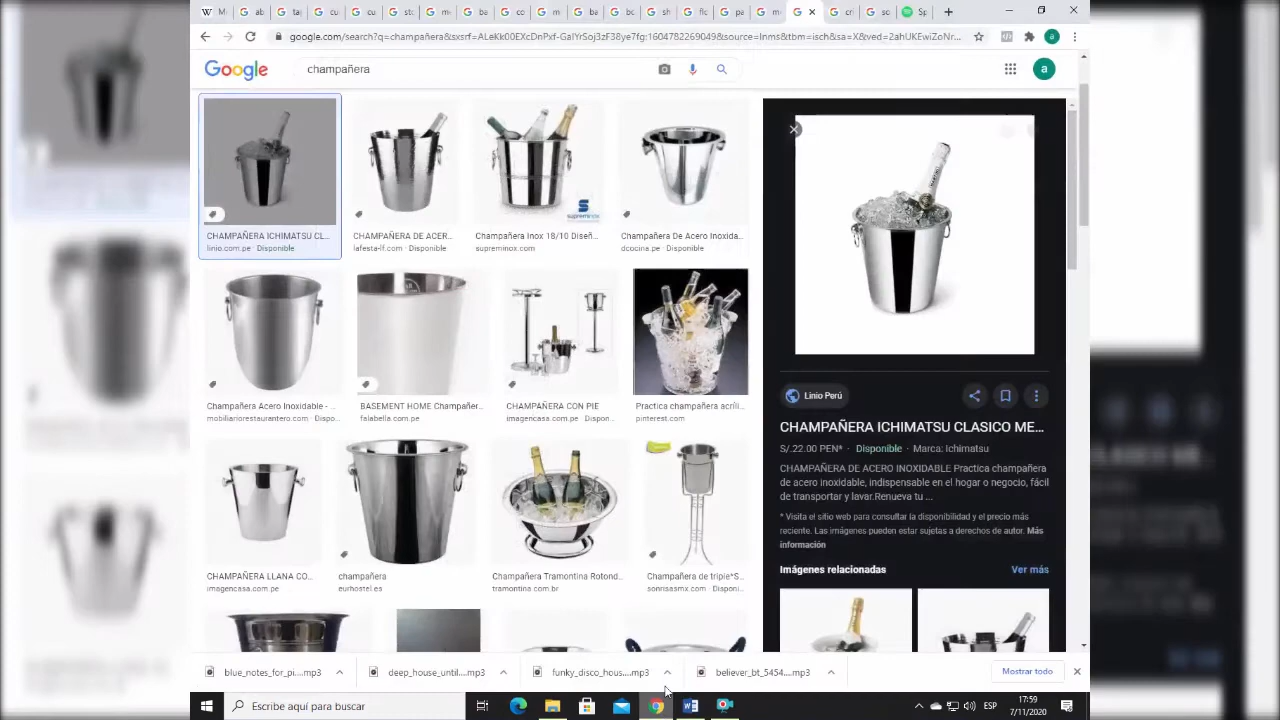 google.com/search?q=champañera&sxsrf=ALeKk00EXcDnPxf-GaIYrSoj3zF38ye7fg:1604782269049&source=lnms&tbm=isch&sa=X&ved=2ahUKEwiZoNr...
Google
champañera
CHAMPAÑERA ICHIMATSU CL...
linio.com.pe · Disponible
CHAMPAÑERA DE ACER...
lafesta-lf.com · Disponible
supreminox
Champañera Inox 18/10 Diseñ...
supreminox.com
Champañera De Acero Inoxida...
dcocina.pe · Disponible
Champañera Acero Inoxidable - ...
mobiliariorestaurantero.com · Dispo...
BASEMENT HOME Champañer...
falabella.com.pe
CHAMPAÑERA CON PIE
imagencasa.com.pe · Disponi...
Practica champañera acríli...
pinterest.com
CHAMPAÑERA LLANA CO...
imagencasa.com.pe
champañera
eurhostel.es
Champañera Tramontina Rotond...
tramontina.com.br
Champañera de tripie*S...
sonrisasmx.com · Disponi...
Linio Perú
CHAMPAÑERA ICHIMATSU CLASICO ME...
S/.22.00 PEN* · Disponible · Marca: Ichimatsu
CHAMPAÑERA DE ACERO INOXIDABLE Practica champañera
de acero inoxidable, indispensable en el hogar o negocio, fácil
de transportar y lavar.Renueva tu ...
* Visita el sitio web para consultar la disponibilidad y el precio más
reciente. Las imágenes pueden estar sujetas a derechos de autor. Más
información
Imágenes relacionadas
Ver más
blue_notes_for_pi....mp3
deep_house_until....mp3
funky_disco_hous....mp3
believer_bt_5454....mp3
Mostrar todo
Escribe aquí para buscar
ESP
17:59
7/11/2020